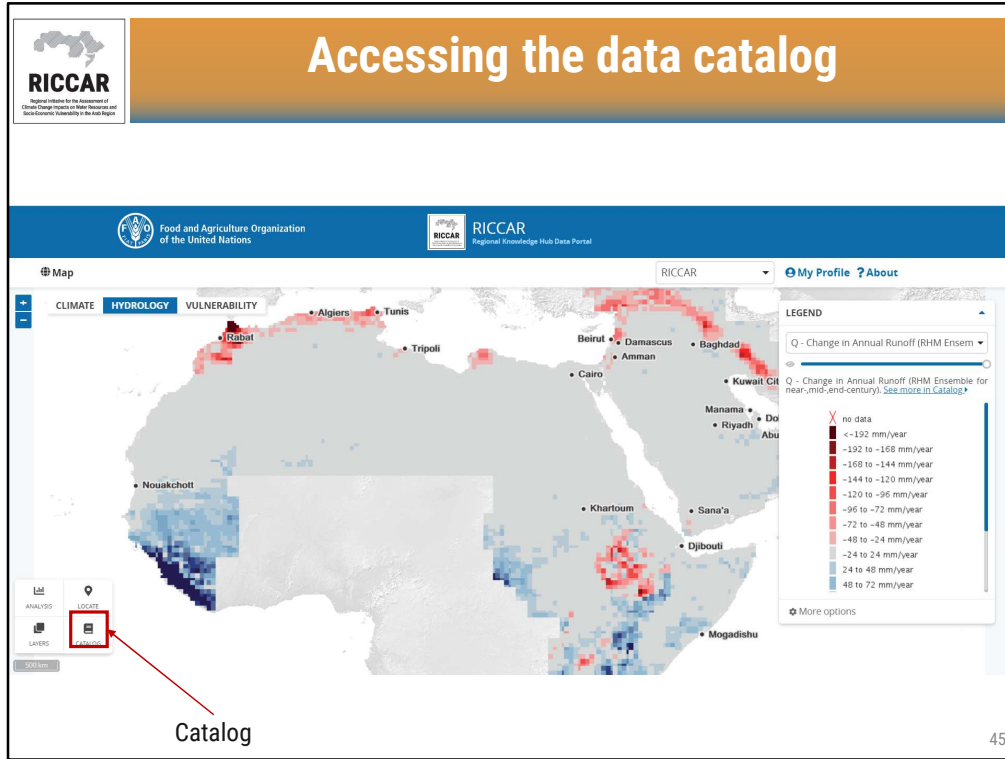 RICCAR
Regional Initiative for the Assessment of
Climate Change Impacts on Water Resources and
Socio-Economic Vulnerability in the Arab Region
Accessing the data catalog
FAO
Food and Agriculture Organization
of the United Nations
RICCAR
RICCAR
Regional Knowledge Hub Data Portal
Map
RICCAR
My Profile
? About
+
-
CLIMATE
HYDROLOGY
VULNERABILITY
Algiers
Tunis
Rabat
Tripoli
Beirut
Damascus
Baghdad
Amman
Cairo
Kuwait Cit
Manama
Do
Riyadh
Abu
Nouakchott
Khartoum
Sana'a
Djibouti
Mogadishu
LEGEND
Q - Change in Annual Runoff (RHM Ensem
Q - Change in Annual Runoff (RHM Ensemble for
near-,mid-,end-century). See more in Catalog
no data
<-192 mm/year
-192 to -168 mm/year
-168 to -144 mm/year
-144 to -120 mm/year
-120 to -96 mm/year
-96 to -72 mm/year
-72 to -48 mm/year
-48 to -24 mm/year
-24 to 24 mm/year
24 to 48 mm/year
48 to 72 mm/year
More options
ANALYSIS
LOCATE
LAYERS
CATALOG
500 km
Catalog
45